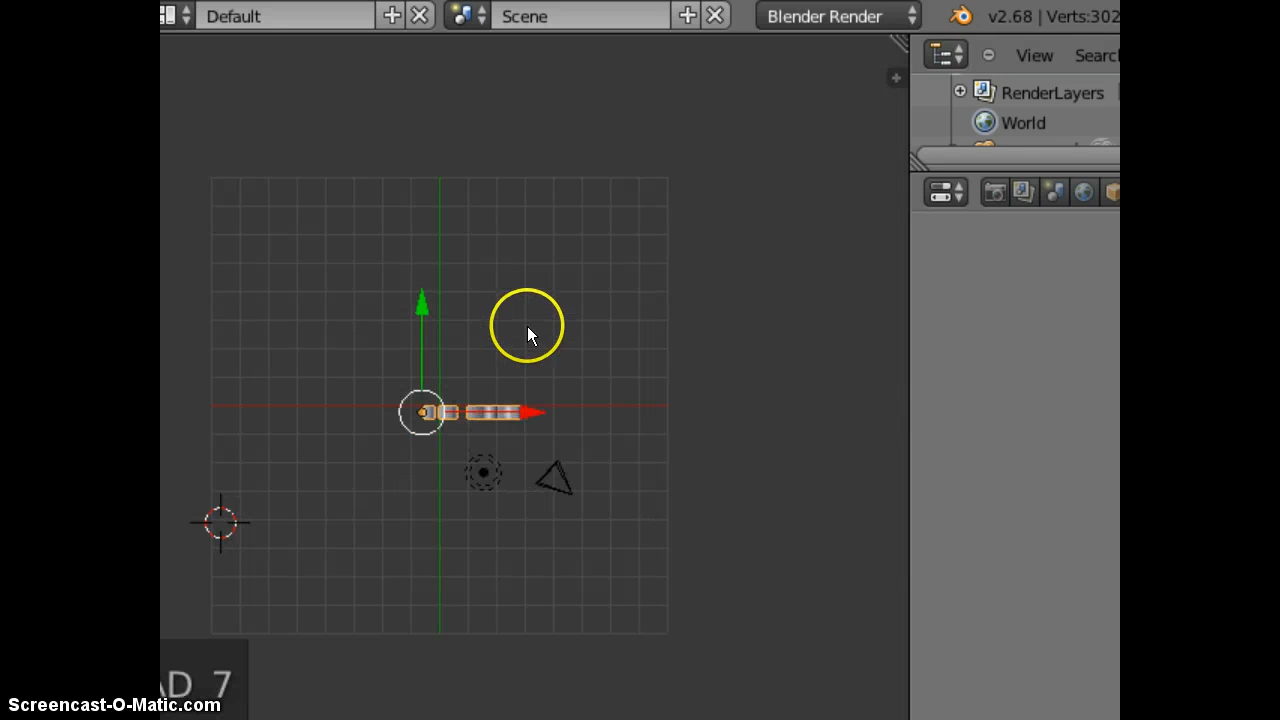 Default
Scene
Blender Render
v2.68 | Verts:302
View
Search
RenderLayers
World
AD 7
Screencast-O-Matic.com